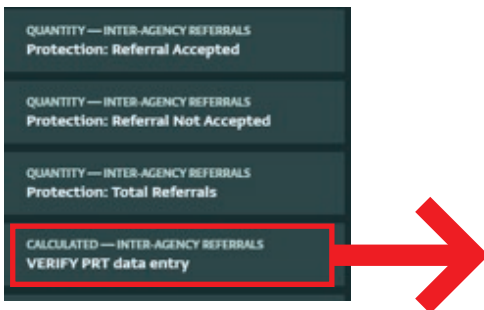 QUANTITY — INTER-AGENCY REFERRALS
Protection: Referral Accepted
QUANTITY — INTER-AGENCY REFERRALS
Protection: Referral Not Accepted
QUANTITY — INTER-AGENCY REFERRALS
Protection: Total Referrals
CALCULATED — INTER-AGENCY REFERRALS
VERIFY PRT data entry